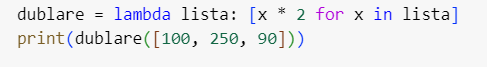 dublare = lambda lista: [x * 2 for x in lista]
print(dublare([100, 250, 90]))